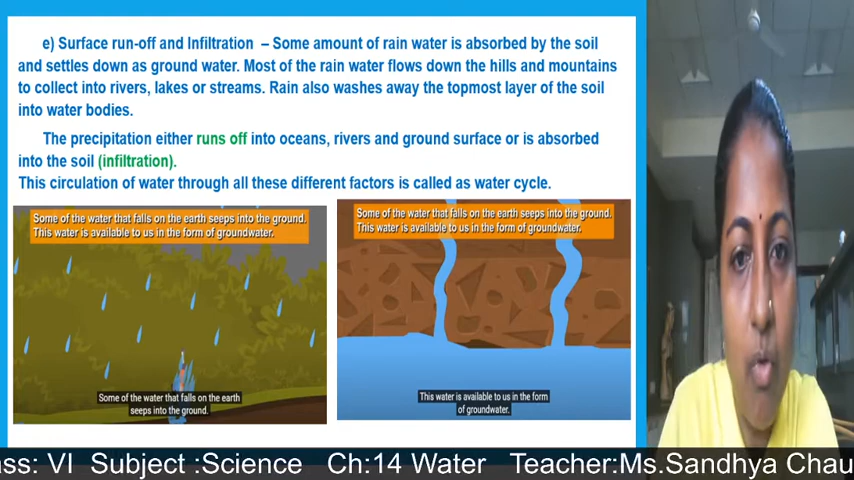 e) Surface run-off and Infiltration – Some amount of rain water is absorbed by the soil
and settles down as ground water. Most of the rain water flows down the hills and mountains
to collect into rivers, lakes or streams. Rain also washes away the topmost layer of the soil
into water bodies.
The precipitation either runs off into oceans, rivers and ground surface or is absorbed
into the soil (infiltration).
This circulation of water through all these different factors is called as water cycle.
Some of the water that falls on the earth seeps into the ground.
This water is available to us in the form of groundwater.
Some of the water that falls on the earth
seeps into the ground.
Some of the water that falls on the earth seeps into the ground.
This water is available to us in the form of groundwater.
This water is available to us in the form
of groundwater.
ass: VI Subject :Science Ch:14 Water Teacher:Ms.Sandhya Chau